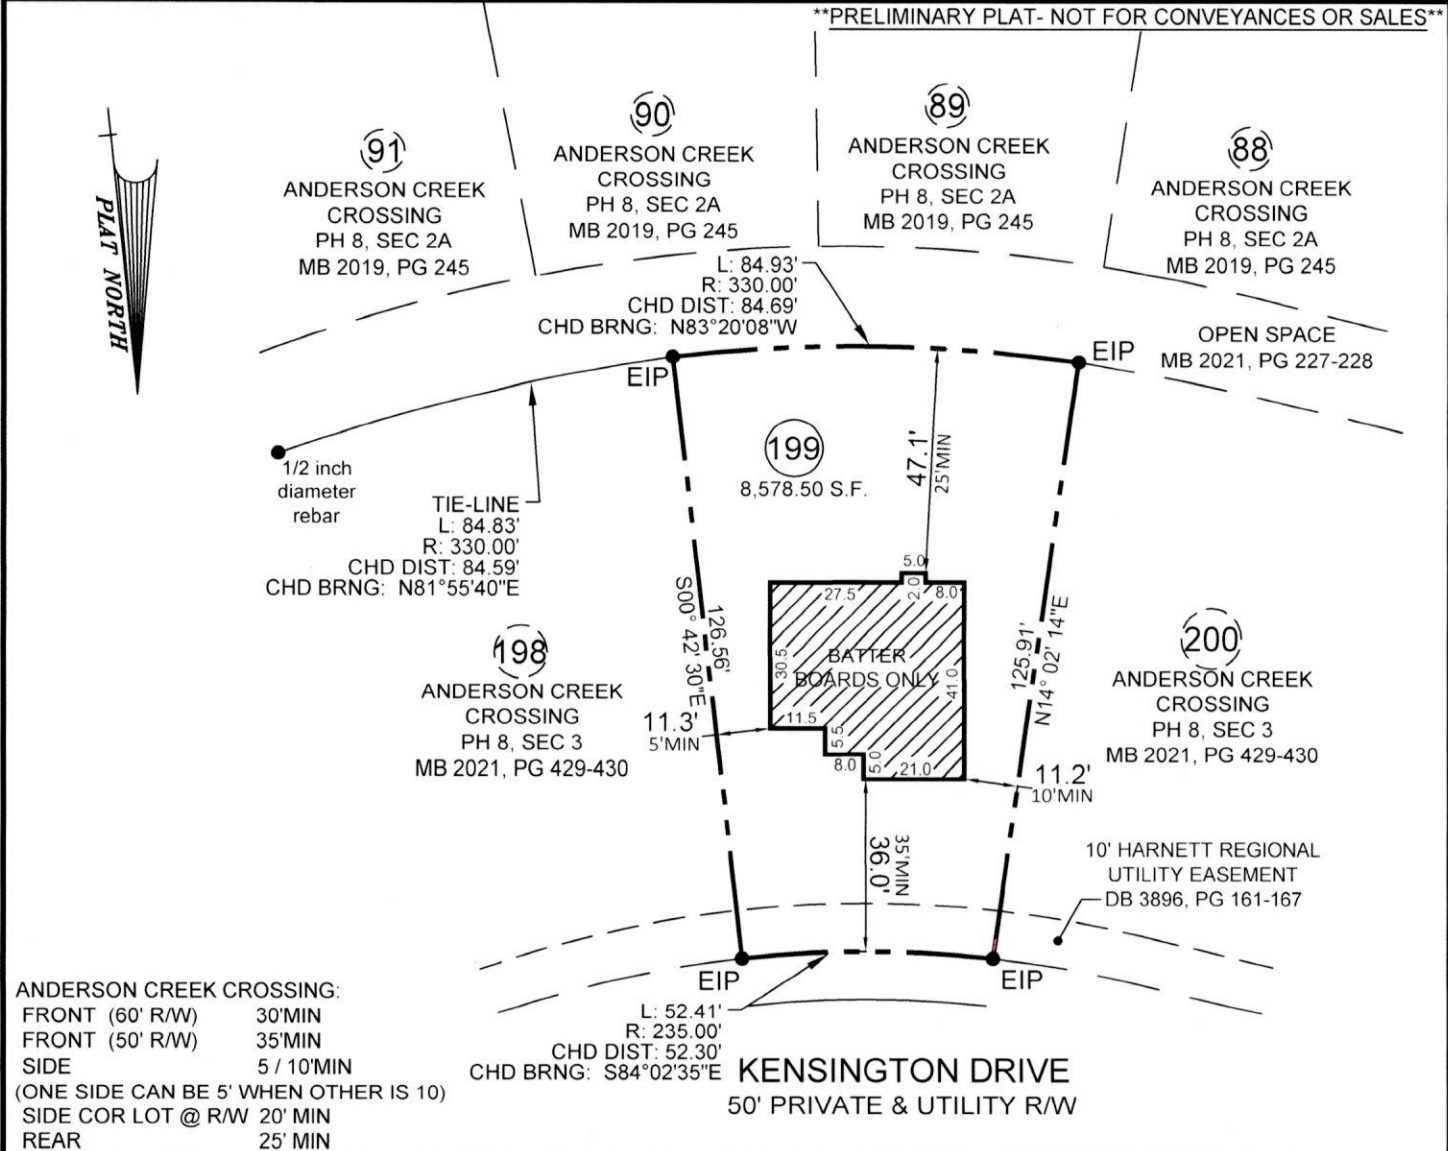 **PRELIMINARY PLAT- NOT FOR CONVEYANCES OR SALES**
PLAT NORTH
91
ANDERSON CREEK
CROSSING
PH 8, SEC 2A
MB 2019, PG 245
90
ANDERSON CREEK
CROSSING
PH 8, SEC 2A
MB 2019, PG 245
89
ANDERSON CREEK
CROSSING
PH 8, SEC 2A
MB 2019, PG 245
88
ANDERSON CREEK
CROSSING
PH 8, SEC 2A
MB 2019, PG 245
L: 84.93'
R: 330.00'
CHD DIST: 84.69'
CHD BRNG: N83°20'08"W
OPEN SPACE
MB 2021, PG 227-228
EIP
EIP
1/2 inch
diameter
rebar
TIE-LINE
L: 84.83'
R: 330.00'
CHD DIST: 84.59'
CHD BRNG: N81°55'40"E
199
8,578.50 S.F.
47.1'
25'MIN
5.0
27.5
2.0
8.0
BATTER
BOARDS ONLY
30.5
41.0
11.5
5.5
8.0
5.0
21.0
126.56'
S00° 42' 30"E
125.91'
N14° 02' 14"E
198
ANDERSON CREEK
CROSSING
PH 8, SEC 3
MB 2021, PG 429-430
11.3'
5'MIN
200
ANDERSON CREEK
CROSSING
PH 8, SEC 3
MB 2021, PG 429-430
11.2'
10'MIN
35'MIN
36.0'
10' HARNETT REGIONAL
UTILITY EASEMENT
DB 3896, PG 161-167
EIP
EIP
L: 52.41'
R: 235.00'
CHD DIST: 52.30'
CHD BRNG: S84°02'35"E
KENSINGTON DRIVE
50' PRIVATE & UTILITY R/W
ANDERSON CREEK CROSSING:
FRONT (60' R/W) 30'MIN
FRONT (50' R/W) 35'MIN
SIDE 5 / 10'MIN
(ONE SIDE CAN BE 5' WHEN OTHER IS 10)
SIDE COR LOT @ R/W 20' MIN
REAR 25' MIN